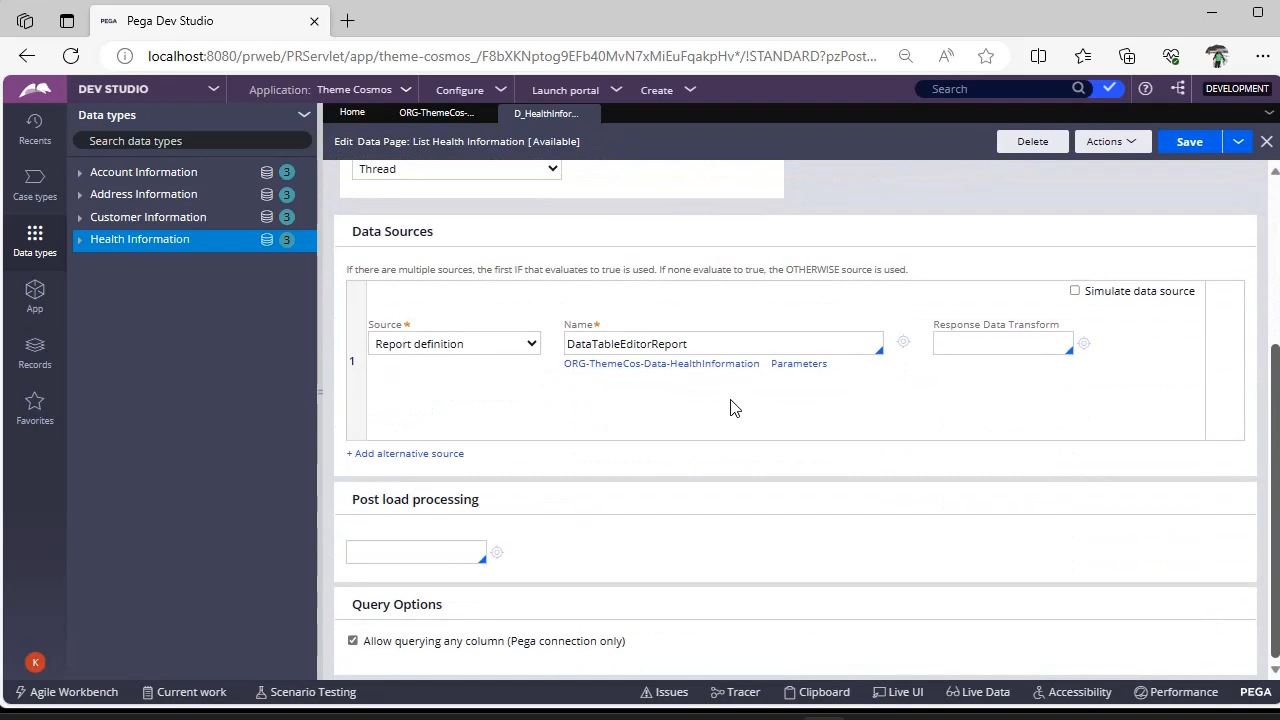 PEGA Pega Dev Studio
localhost:8080/prweb/PRServlet/app/theme-cosmos_/F8bXKNptog9EFb40MvN7xMiEuFqakpHv*/!STANDARD?pzPost...
DEV STUDIO Application: Theme Cosmos Configure Launch portal Create Search DEVELOPMENT
Recents
Case types
Data types
App
Records
Favorites
K
Data types
Search data types
Account Information 3
Address Information 3
Customer Information 3
Health Information 3
Home ORG-ThemeCos-... D_HealthInfor...
Edit Data Page: List Health Information [Available] Delete Actions Save
Thread
Data Sources
If there are multiple sources, the first IF that evaluates to true is used. If none evaluate to true, the OTHERWISE source is used.
Simulate data source
Source* Name* Response Data Transform
1 Report definition DataTableEditorReport
ORG-ThemeCos-Data-HealthInformation Parameters
+ Add alternative source
Post load processing
Query Options
Allow querying any column (Pega connection only)
Agile Workbench Current work Scenario Testing Issues Tracer Clipboard Live UI Live Data Accessibility Performance PEGA